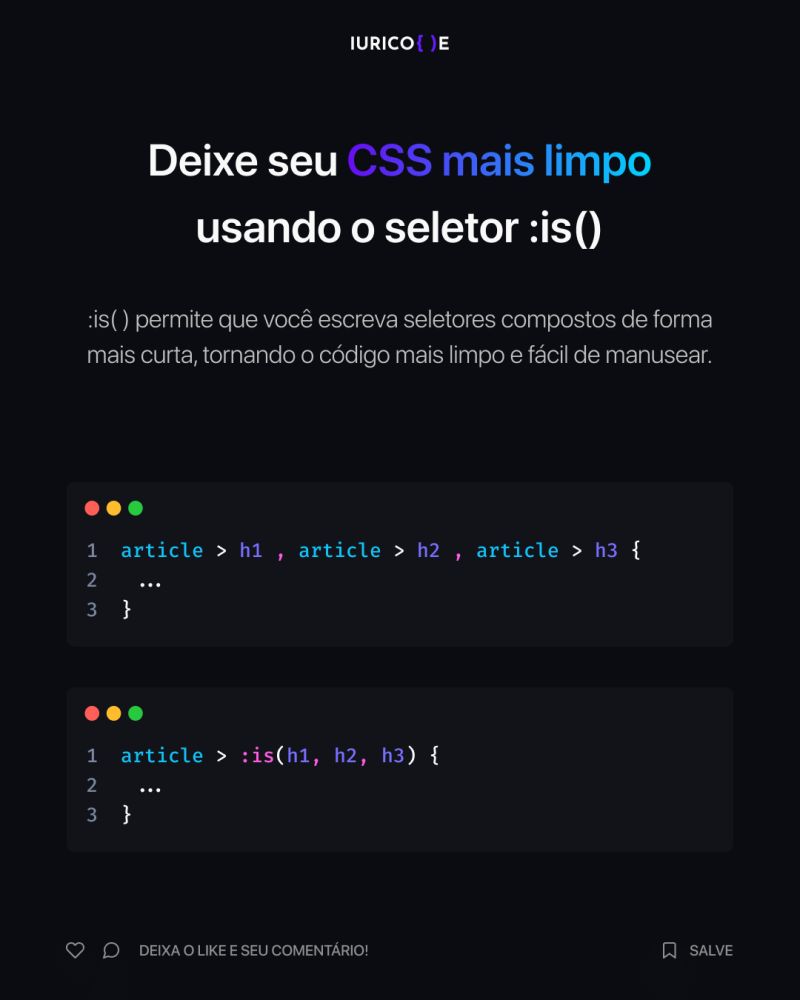 IURICO{ }E
Deixe seu CSS mais limpo
usando o seletor :is()
:is( ) permite que você escreva seletores compostos de forma
mais curta, tornando o código mais limpo e fácil de manusear.
1 article > h1 , article > h2 , article > h3 {
2 ...
3 }
1 article > :is(h1, h2, h3) {
2 ...
3 }
DEIXA O LIKE E SEU COMENTÁRIO! SALVE